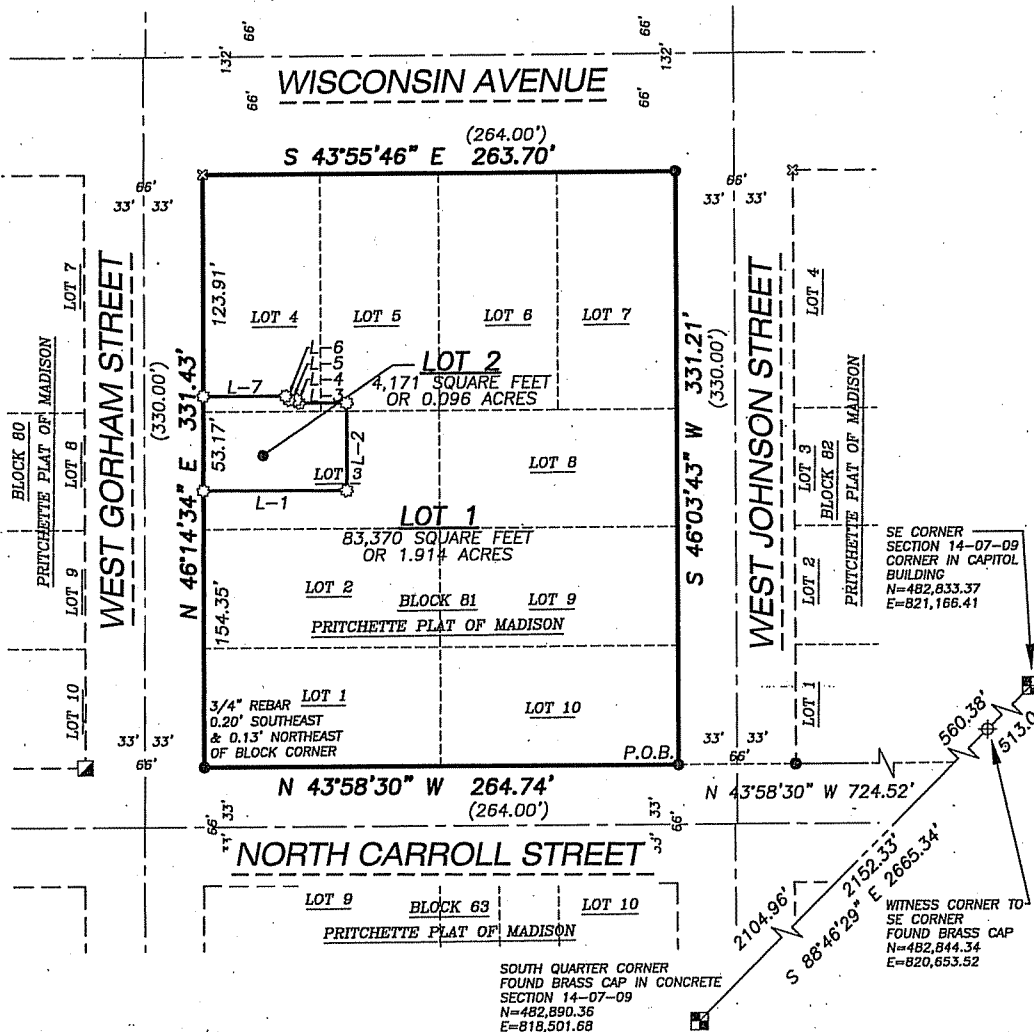 66'
132'
66'
66'
132'
66'
WISCONSIN AVENUE
(264.00')
S 43°55'46" E 263.70'
66'
33' 33'
66'
33' 33'
WEST GORHAM STREET
(330.00')
N 46°14'34" E 331.43'
123.91'
53.17'
154.35'
LOT 7
BLOCK 80
PRITCHETTE PLAT OF MADISON
LOT 8
LOT 9
LOT 10
LOT 4
LOT 5
LOT 6
LOT 7
L-6
L-5
L-4
L-3
L-7
L-2
L-1
LOT 2
4,171 SQUARE FEET
OR 0.096 ACRES
LOT 3
LOT 8
LOT 1
83,370 SQUARE FEET
OR 1.914 ACRES
LOT 2
BLOCK 81
LOT 9
PRITCHETTE PLAT OF MADISON
3/4" REBAR
0.20' SOUTHEAST
& 0.13' NORTHEAST
OF BLOCK CORNER
LOT 1
LOT 10
P.O.B.
S 46°03'43" W 331.21'
(330.00')
WEST JOHNSON STREET
LOT 4
LOT 3
BLOCK 82
PRITCHETTE PLAT OF MADISON
LOT 2
LOT 1
SE CORNER
SECTION 14-07-09
CORNER IN CAPITOL
BUILDING
N=482,833.37
E=821,166.41
33' 33'
66'
33' 33'
66'
N 43°58'30" W 264.74'
(264.00')
N 43°58'30" W 724.52'
560.38'
513.0
66'
33'
33'
33'
33'
66'
NORTH CARROLL STREET
LOT 9
BLOCK 63
LOT 10
PRITCHETTE PLAT OF MADISON
2104.96'
2152.33'
S 88°46'29" E 2665.34'
WITNESS CORNER TO
SE CORNER
FOUND BRASS CAP
N=482,844.34
E=820,653.52
SOUTH QUARTER CORNER
FOUND BRASS CAP IN CONCRETE
SECTION 14-07-09
N=482,890.36
E=818,501.68